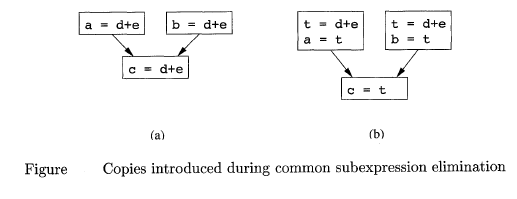 a = d+e
b = d+e
c = d+e
(a)
t = d+e
a = t
t = d+e
b = t
c = t
(b)
Figure Copies introduced during common subexpression elimination